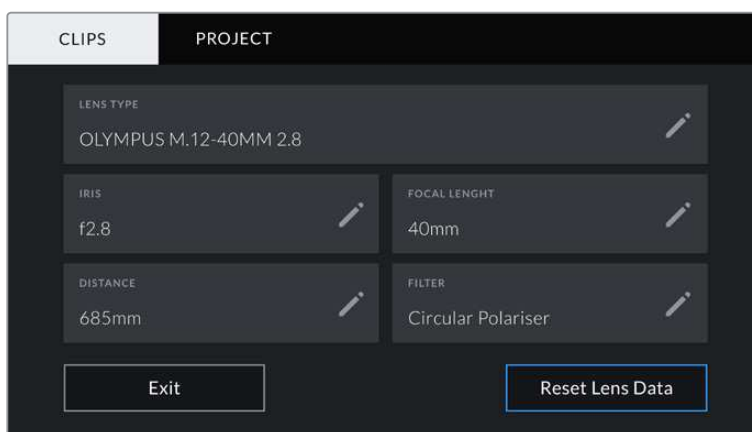 CLIPS PROJECT
LENS TYPE
OLYMPUS M.12-40MM 2.8
IRIS
f2.8
FOCAL LENGHT
40mm
DISTANCE
685mm
FILTER
Circular Polariser
Exit
Reset Lens Data